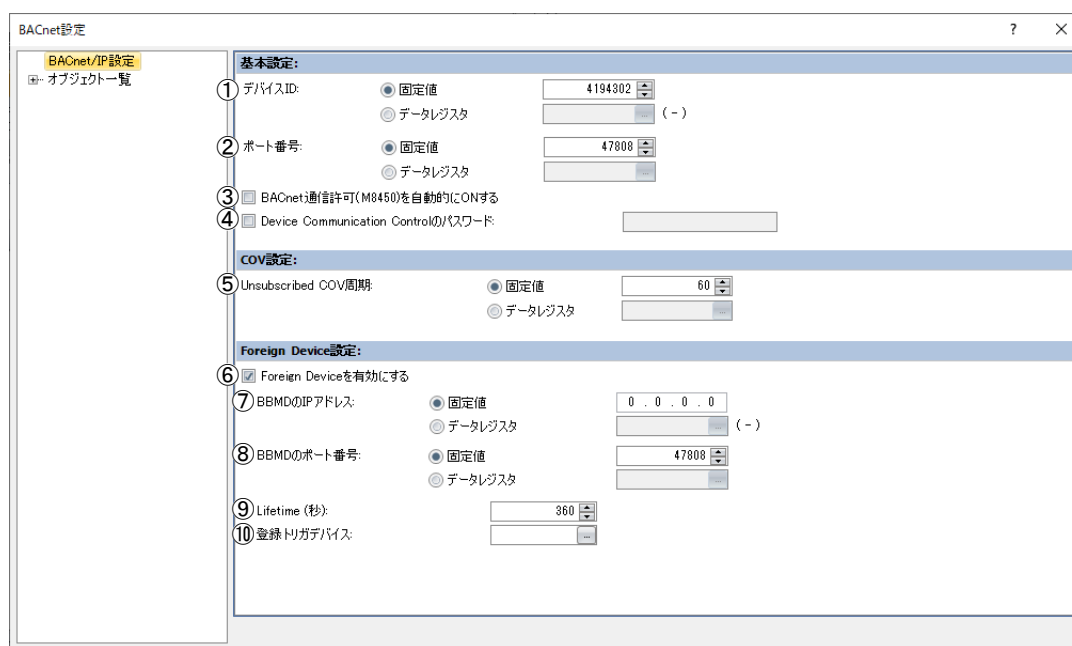 BACnet設定 ? ×
BACnet/IP設定
オブジェクト一覧
基本設定:
① デバイスID: 固定値 4194302
データレジスタ ... (-)
② ポート番号: 固定値 47808
データレジスタ ...
③ BACnet通信許可(M8450)を自動的にONする
④ Device Communication Controlのパスワード:
COV設定:
⑤ Unsubscribed COV周期: 固定値 60
データレジスタ ...
Foreign Device設定:
⑥ Foreign Deviceを有効にする
⑦ BBMDのIPアドレス: 固定値 0 . 0 . 0 . 0
データレジスタ ... (-)
⑧ BBMDのポート番号: 固定値 47808
データレジスタ ...
⑨ Lifetime (秒): 360
⑩ 登録トリガデバイス: ...